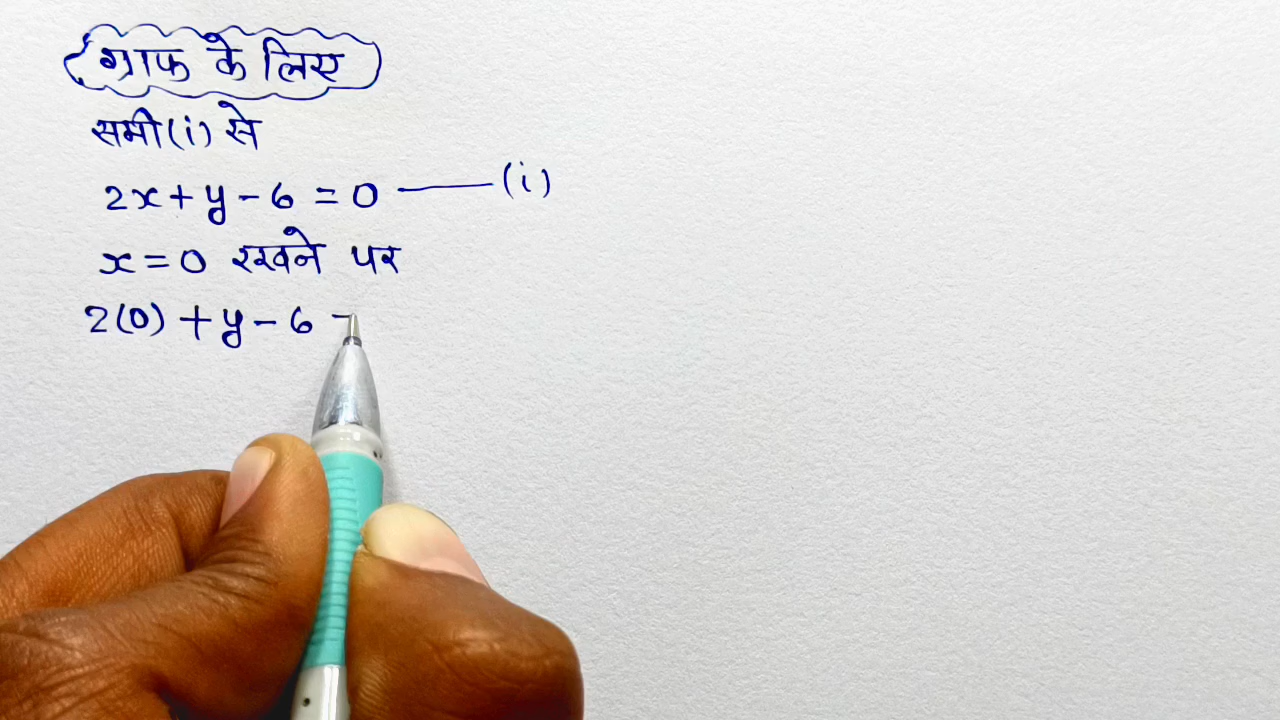 ग्राफ के लिए
समी(i) से
2x + y - 6 = 0 —— (i)
x = 0 रखने पर
2(0) + y - 6 -